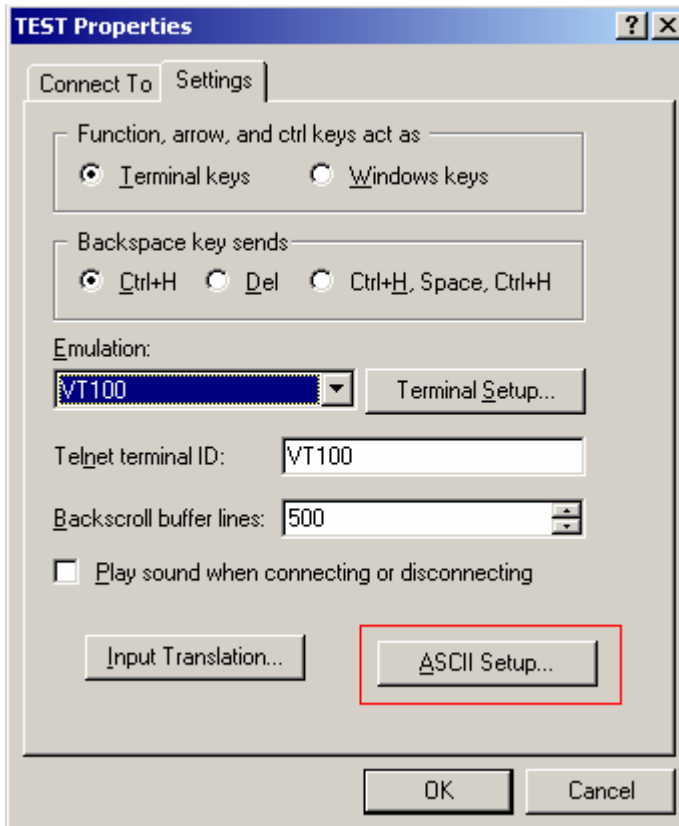 TEST Properties
Connect To Settings
Function, arrow, and ctrl keys act as
Terminal keys Windows keys
Backspace key sends
Ctrl+H Del Ctrl+H, Space, Ctrl+H
Emulation:
VT100 Terminal Setup...
Telnet terminal ID: VT100
Backscroll buffer lines: 500
Play sound when connecting or disconnecting
Input Translation... ASCII Setup...
OK Cancel